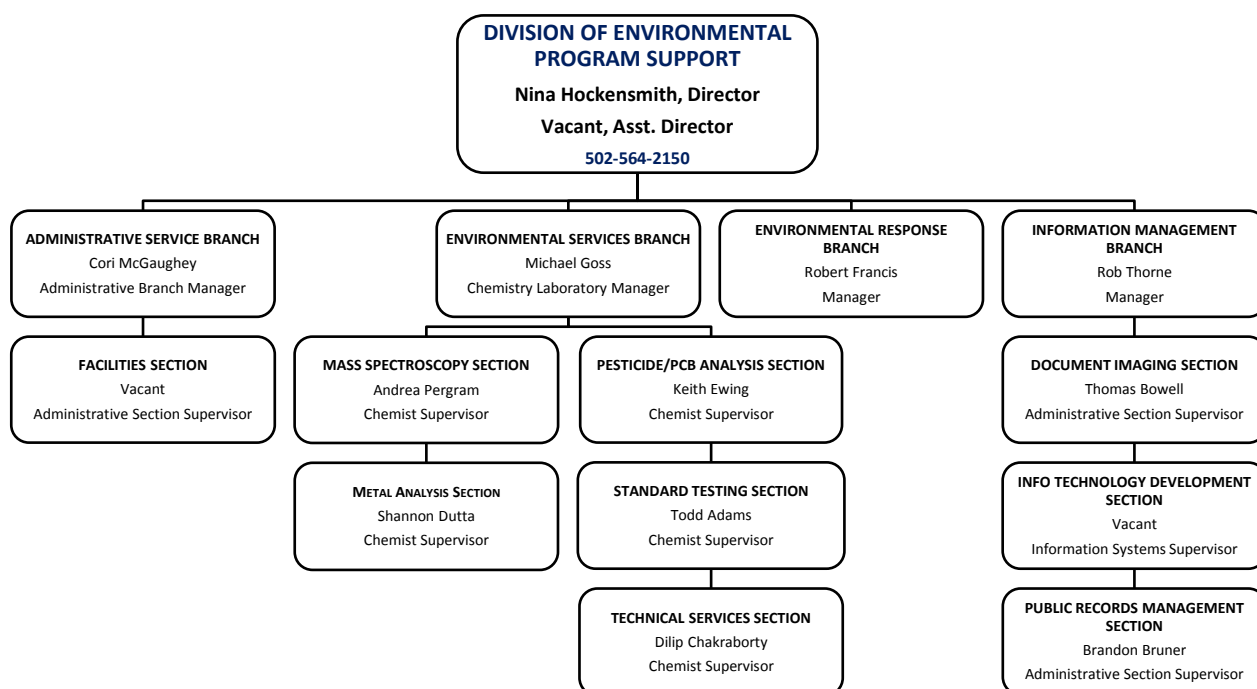 DIVISION OF ENVIRONMENTAL
PROGRAM SUPPORT
Nina Hockensmith, Director
Vacant, Asst. Director
502-564-2150
ADMINISTRATIVE SERVICE BRANCH
Cori McGaughey
Administrative Branch Manager
ENVIRONMENTAL SERVICES BRANCH
Michael Goss
Chemistry Laboratory Manager
ENVIRONMENTAL RESPONSE
BRANCH
Robert Francis
Manager
INFORMATION MANAGEMENT
BRANCH
Rob Thorne
Manager
FACILITIES SECTION
Vacant
Administrative Section Supervisor
MASS SPECTROSCOPY SECTION
Andrea Pergram
Chemist Supervisor
PESTICIDE/PCB ANALYSIS SECTION
Keith Ewing
Chemist Supervisor
DOCUMENT IMAGING SECTION
Thomas Bowell
Administrative Section Supervisor
METAL ANALYSIS SECTION
Shannon Dutta
Chemist Supervisor
STANDARD TESTING SECTION
Todd Adams
Chemist Supervisor
INFO TECHNOLOGY DEVELOPMENT
SECTION
Vacant
Information Systems Supervisor
TECHNICAL SERVICES SECTION
Dilip Chakraborty
Chemist Supervisor
PUBLIC RECORDS MANAGEMENT
SECTION
Brandon Bruner
Administrative Section Supervisor